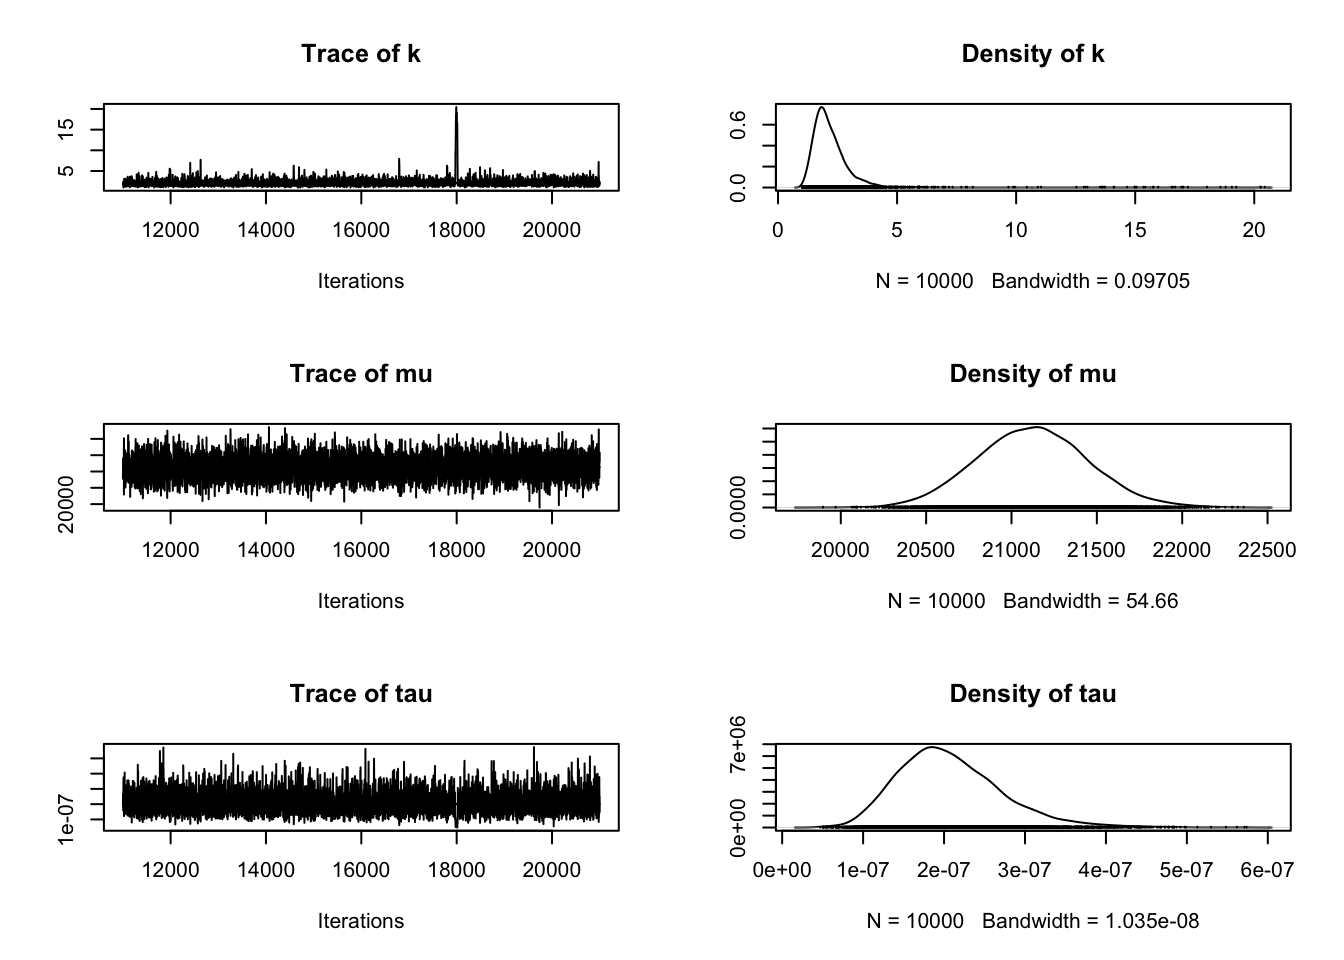 Trace of k
15
5
12000 14000 16000 18000 20000
Iterations
Density of k
0.6
0.0
0 5 10 15 20
N = 10000 Bandwidth = 0.09705
Trace of mu
20000
12000 14000 16000 18000 20000
Iterations
Density of mu
0.0000
20000 20500 21000 21500 22000 22500
N = 10000 Bandwidth = 54.66
Trace of tau
1e-07
12000 14000 16000 18000 20000
Iterations
Density of tau
7e+06
0e+00
0e+00 1e-07 2e-07 3e-07 4e-07 5e-07 6e-07
N = 10000 Bandwidth = 1.035e-08